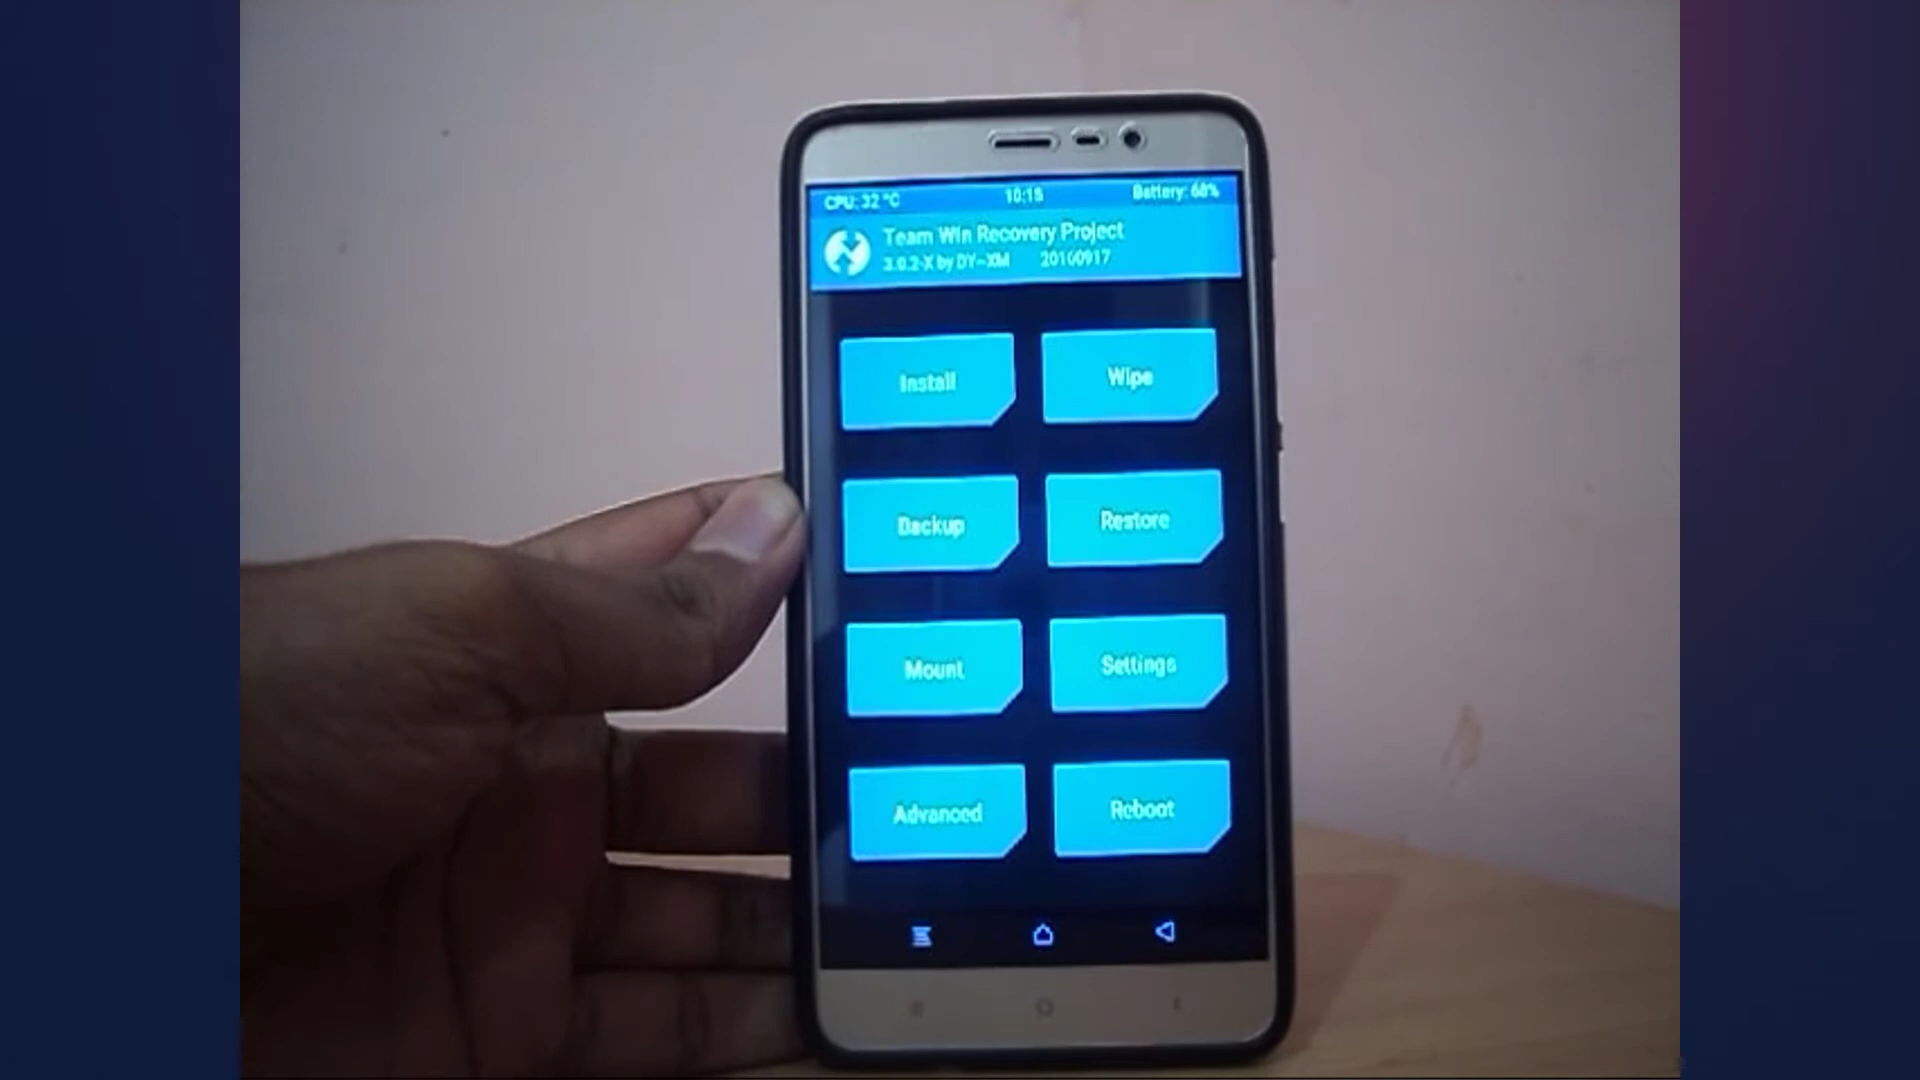 CPU: 32 °C 10:15 Battery: 68%
Team Win Recovery Project
3.0.2-X by DY-XM 20160917
Install Wipe
Backup Restore
Mount Settings
Advanced Reboot